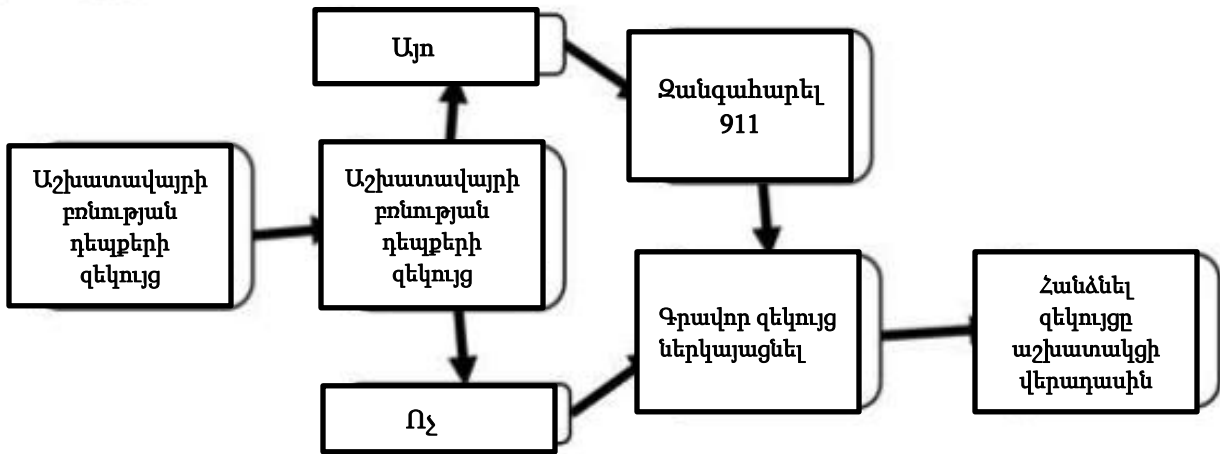 Աշխատավայրի
բռնության
դեպքերի
զեկույց
Աշխատավայրի
բռնության
դեպքերի
զեկույց
Այո
Ոչ
Զանգահարել
911
Գրավոր զեկույց
ներկայացնել
Հանձնել
զեկույցը
աշխատակցի
վերադասին